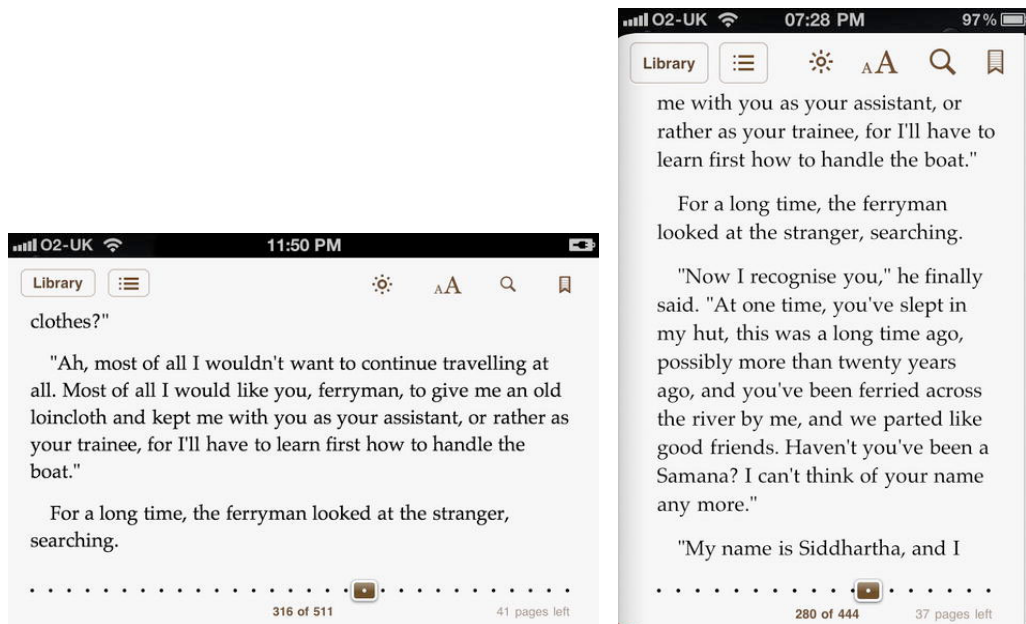 O2-UK 11:50 PM
Library AA
clothes?"
"Ah, most of all I wouldn't want to continue travelling at
all. Most of all I would like you, ferryman, to give me an old
loincloth and kept me with you as your assistant, or rather as
your trainee, for I'll have to learn first how to handle the
boat."
For a long time, the ferryman looked at the stranger,
searching.
316 of 511 41 pages left
O2-UK 07:28 PM 97%
Library AA
me with you as your assistant, or
rather as your trainee, for I'll have to
learn first how to handle the boat."
For a long time, the ferryman
looked at the stranger, searching.
"Now I recognise you," he finally
said. "At one time, you've slept in
my hut, this was a long time ago,
possibly more than twenty years
ago, and you've been ferried across
the river by me, and we parted like
good friends. Haven't you've been a
Samana? I can't think of your name
any more."
"My name is Siddhartha, and I
280 of 444 37 pages left